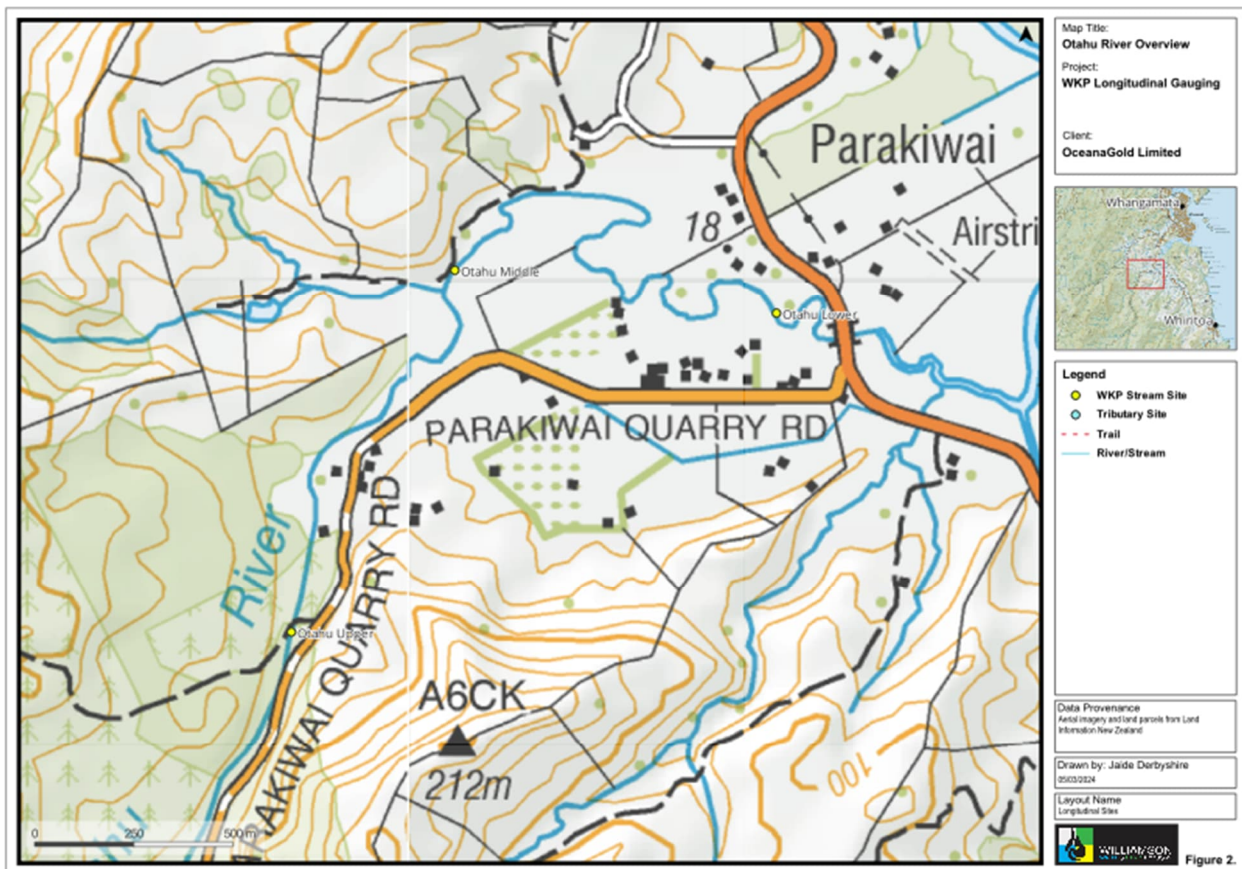 Parakiwai
18
Airstri
Otahu Middle
Otahu Lower
PARAKIWAI QUARRY RD
River
Otahu Upper
PARAKIWAI QUARRY RD
A6CK
212m
100
0 250 500 m
Map Title:
Otahu River Overview
Project:
WKP Longitudinal Gauging
Client:
OceanaGold Limited
Whangamata
Whiritoa
Legend
WKP Stream Site
Tributary Site
Trail
River/Stream
Data Provenance
Aerial imagery and land parcels from Land
Information New Zealand
Drawn by: Jaide Derbyshire
05/03/2024
Layout Name
Longitudinal Sites
WILLIAMSON
Figure 2.